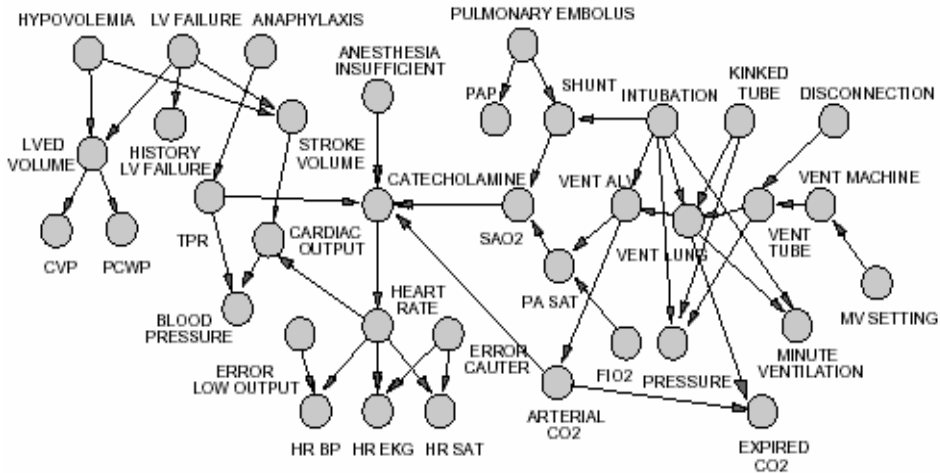 HYPOVOLEMIA
LV FAILURE
ANAPHYLAXIS
PULMONARY EMBOLUS
ANESTHESIA
INSUFFICIENT
PAP
SHUNT
INTUBATION
KINKED
TUBE
DISCONNECTION
LVED
VOLUME
HISTORY
LV FAILURE
STROKE
VOLUME
CATECHOLAMINE
VENT ALV
VENT MACHINE
TPR
CARDIAC
OUTPUT
SAO2
VENT LUNG
VENT
TUBE
CVP
PCWP
PA SAT
BLOOD
PRESSURE
HEART
RATE
MV SETTING
ERROR
LOW OUTPUT
ERROR
CAUTER
FIO2
PRESSURE
MINUTE
VENTILATION
HR BP
HR EKG
HR SAT
ARTERIAL
CO2
EXPIRED
CO2